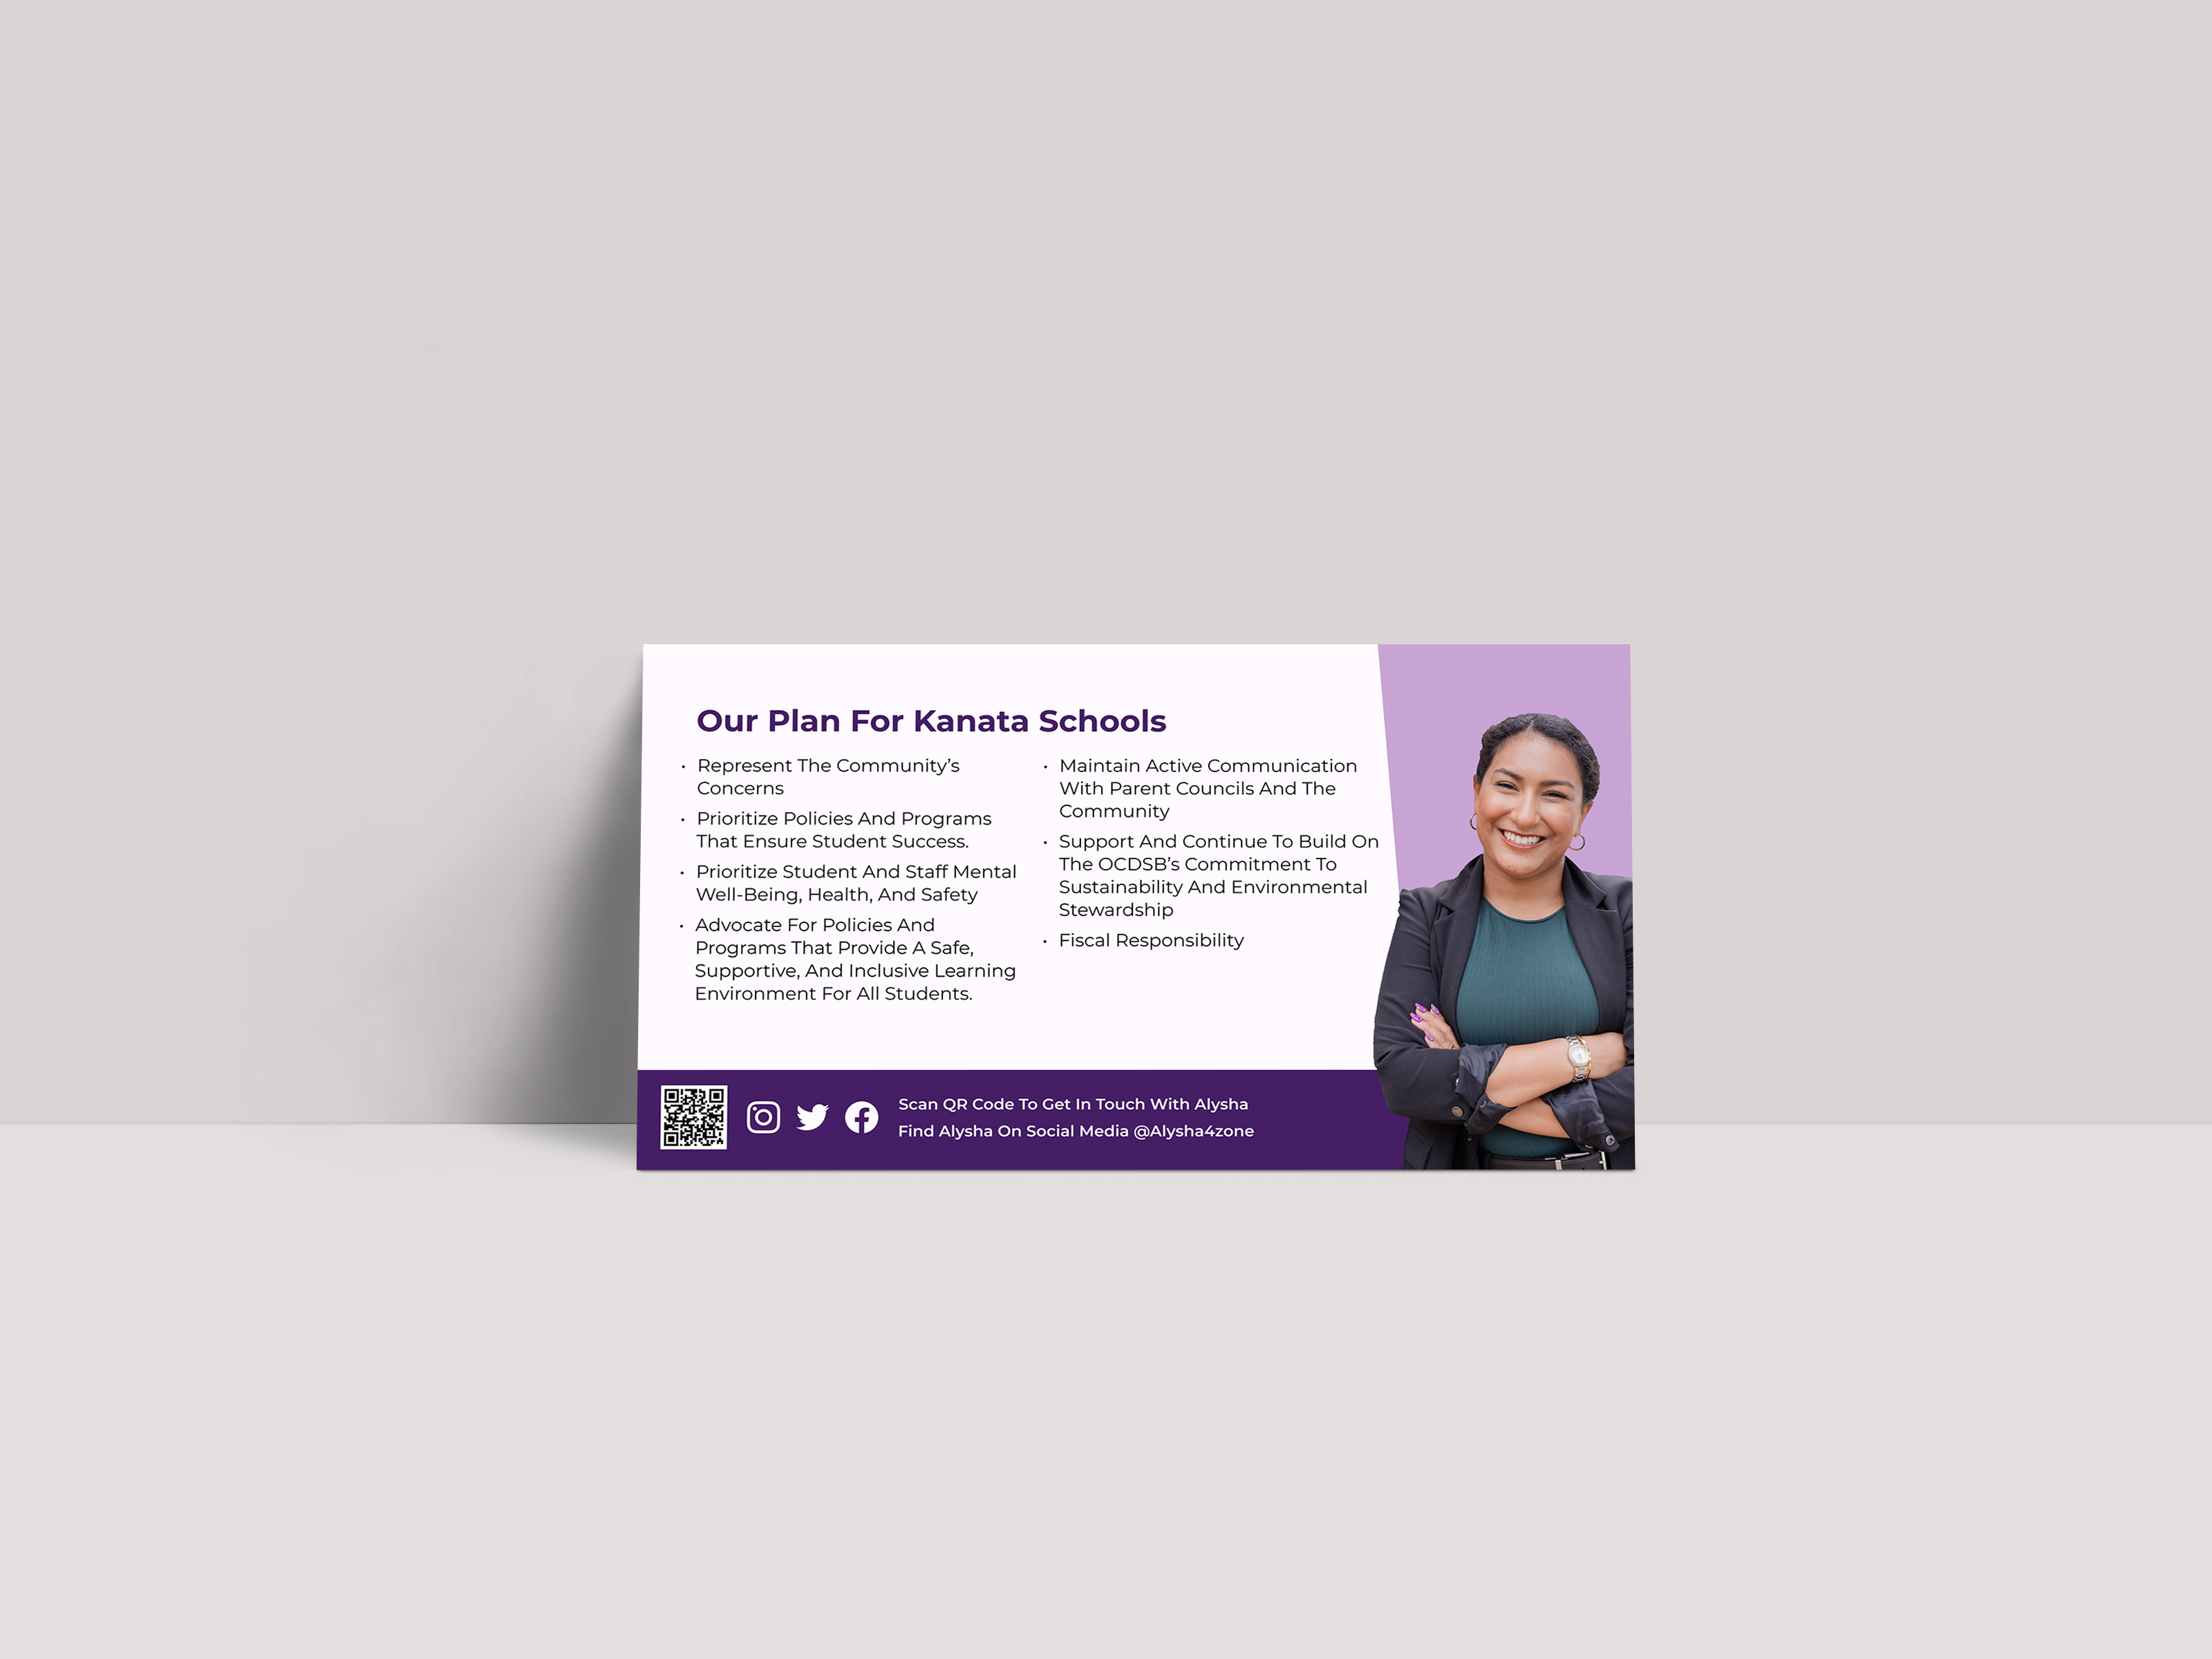 Our Plan For Kanata Schools
• Represent The Community’s
Concerns
• Prioritize Policies And Programs
That Ensure Student Success.
• Prioritize Student And Staff Mental
Well-Being, Health, And Safety
• Advocate For Policies And
Programs That Provide A Safe,
Supportive, And Inclusive Learning
Environment For All Students.
• Maintain Active Communication
With Parent Councils And The
Community
• Support And Continue To Build On
The OCDSB’s Commitment To
Sustainability And Environmental
Stewardship
• Fiscal Responsibility
Scan QR Code To Get In Touch With Alysha
Find Alysha On Social Media @Alysha4zone